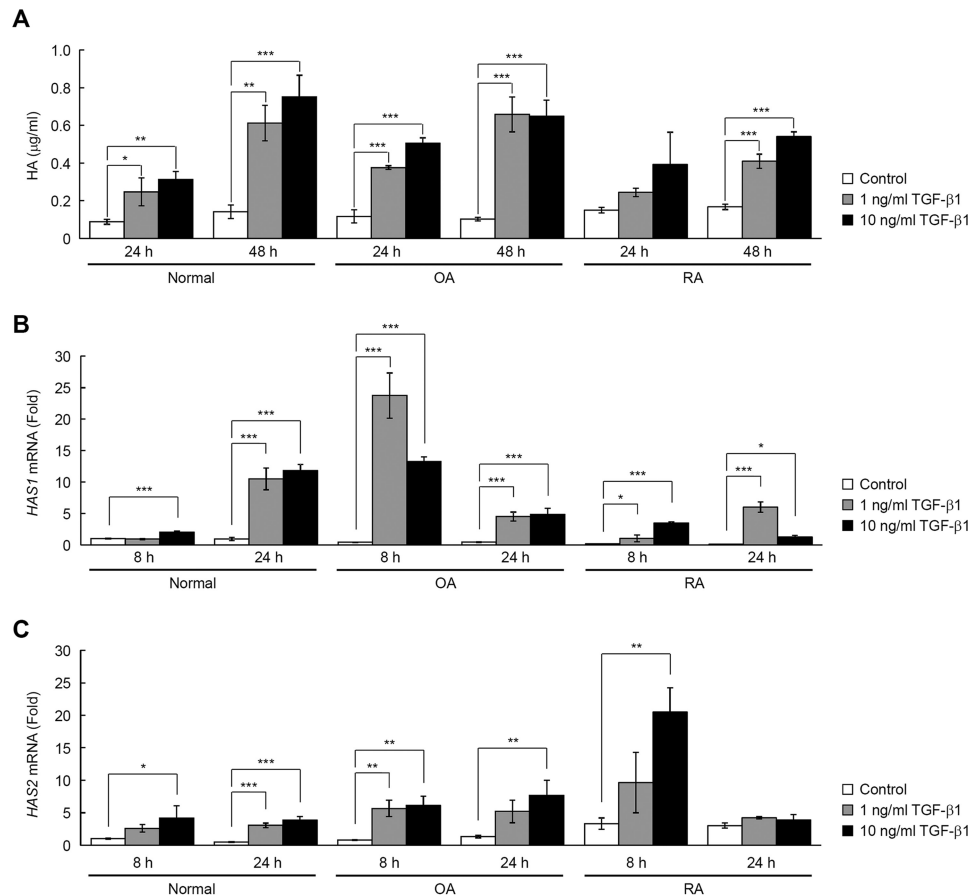 A
HA (μg/ml)
1.0
0.8
0.6
0.4
0.2
0
* ** ** *** *** *** *** *** *** ***
24 h 48 h 24 h 48 h 24 h 48 h
Normal OA RA
Control
1 ng/ml TGF-β1
10 ng/ml TGF-β1
B
HAS1 mRNA (Fold)
30
25
20
15
10
5
0
*** *** *** *** *** *** *** * *** *** *
8 h 24 h 8 h 24 h 8 h 24 h
Normal OA RA
Control
1 ng/ml TGF-β1
10 ng/ml TGF-β1
C
HAS2 mRNA (Fold)
30
25
20
15
10
5
0
* *** *** ** ** ** **
8 h 24 h 8 h 24 h 8 h 24 h
Normal OA RA
Control
1 ng/ml TGF-β1
10 ng/ml TGF-β1